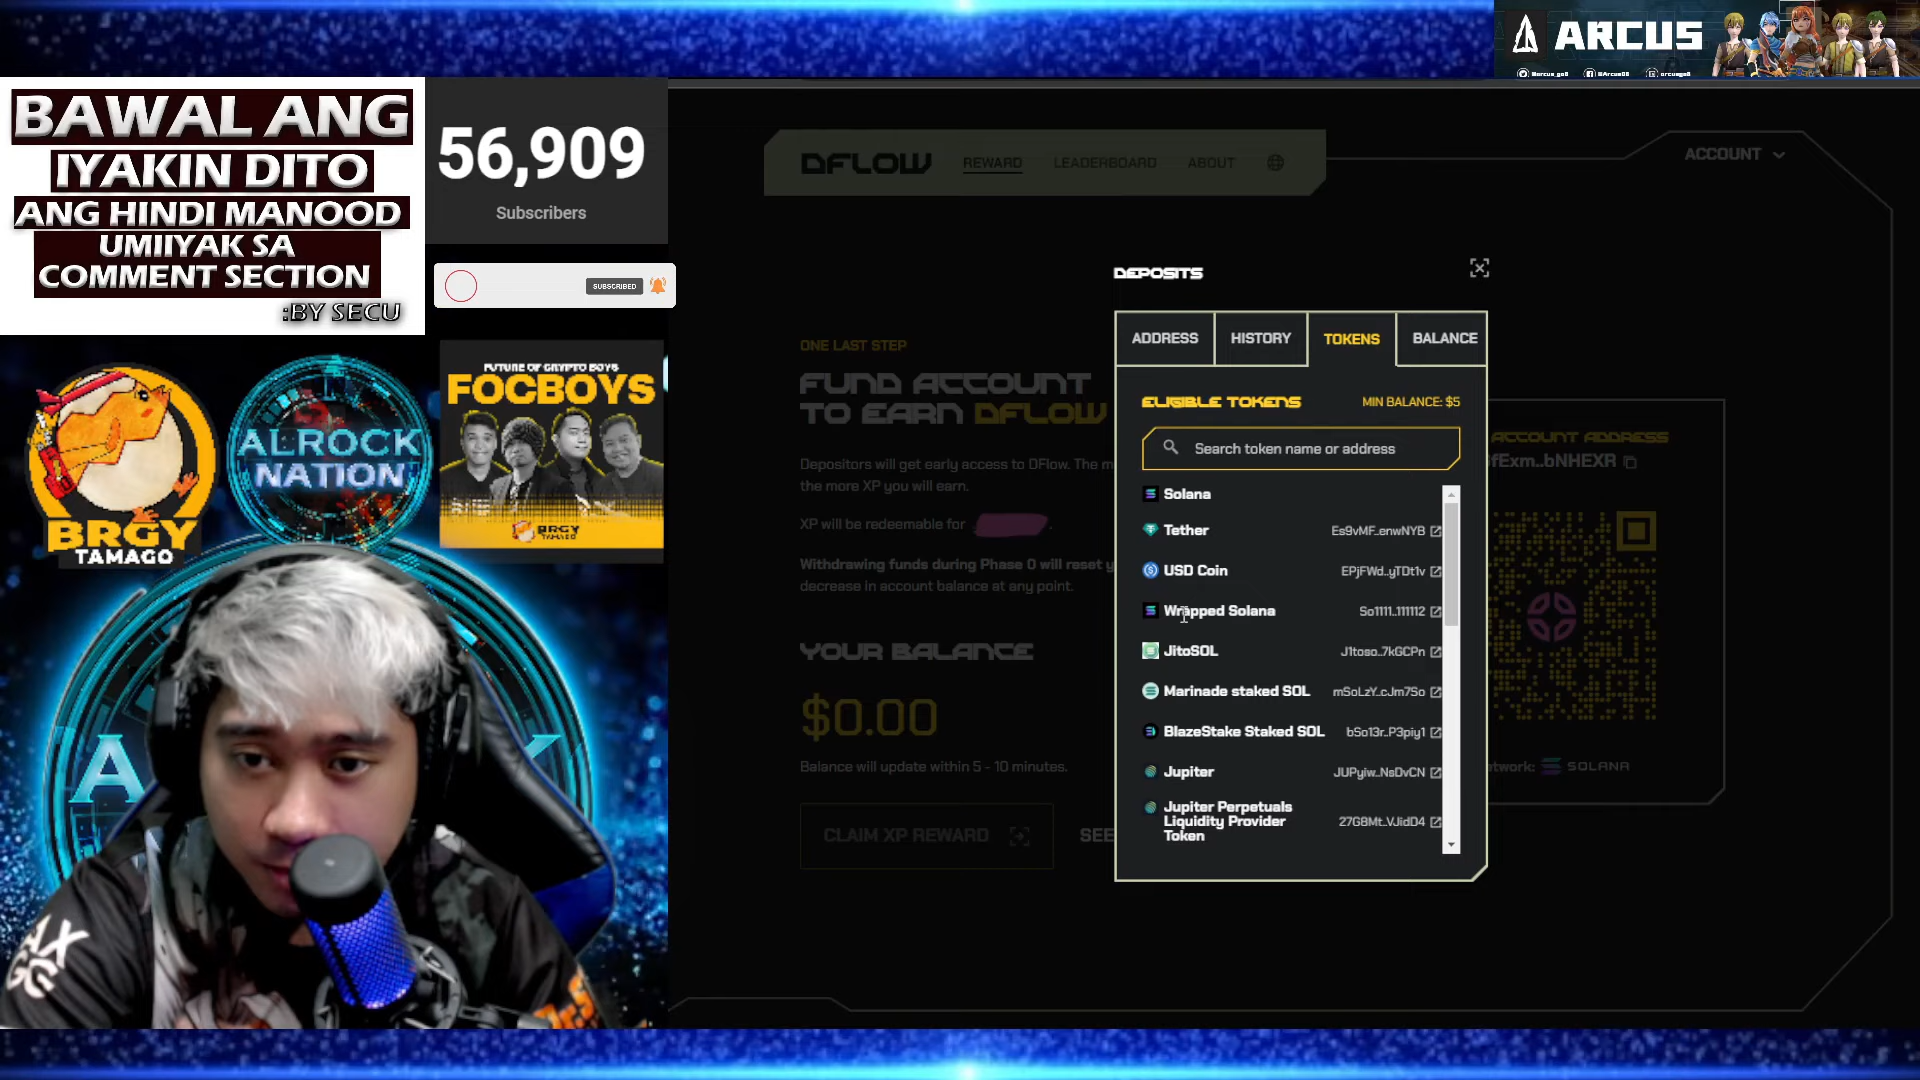 ARCUS
BAWAL ANG
IYAKIN DITO
ANG HINDI MANOOD
UMIIYAK SA
COMMENT SECTION
:BY SECU
56,909
Subscribers
SUBSCRIBED
BRGY
TAMAGO
ALROCK
NATION
FUTURE OF CRYPTO BOYS
FOCBOYS
BRGY
TAMAGO
DFLOW
REWARD
LEADERBOARD
ABOUT
ACCOUNT
ONE LAST STEP
FUND ACCOUNT
TO EARN DFLOW
Depositors will get early access to DFlow. The m
the more XP you will earn.
XP will be redeemable for
Withdrawing funds during Phase 0 will reset y
decrease in account balance at any point.
YOUR BALANCE
$0.00
Balance will update within 5 - 10 minutes.
CLAIM XP REWARD
SEE
DEPOSITS
ADDRESS
HISTORY
TOKENS
BALANCE
ELIGIBLE TOKENS
MIN BALANCE: $5
Search token name or address
Solana
Tether
Es9vMF..enwNYB
USD Coin
EPjFWd..yTDt1v
Wrapped Solana
So1111..111112
JitoSOL
J1toso..7kGCPn
Marinade staked SOL
mSoLzY..cJm7So
BlazeStake Staked SOL
bSo13r..P3piy1
Jupiter
JUPyiw..NsDvCN
Jupiter Perpetuals
Liquidity Provider
Token
27G8Mt..VJidD4
ACCOUNT ADDRESS
fExm..bNHEXR
etwork:
SOLANA